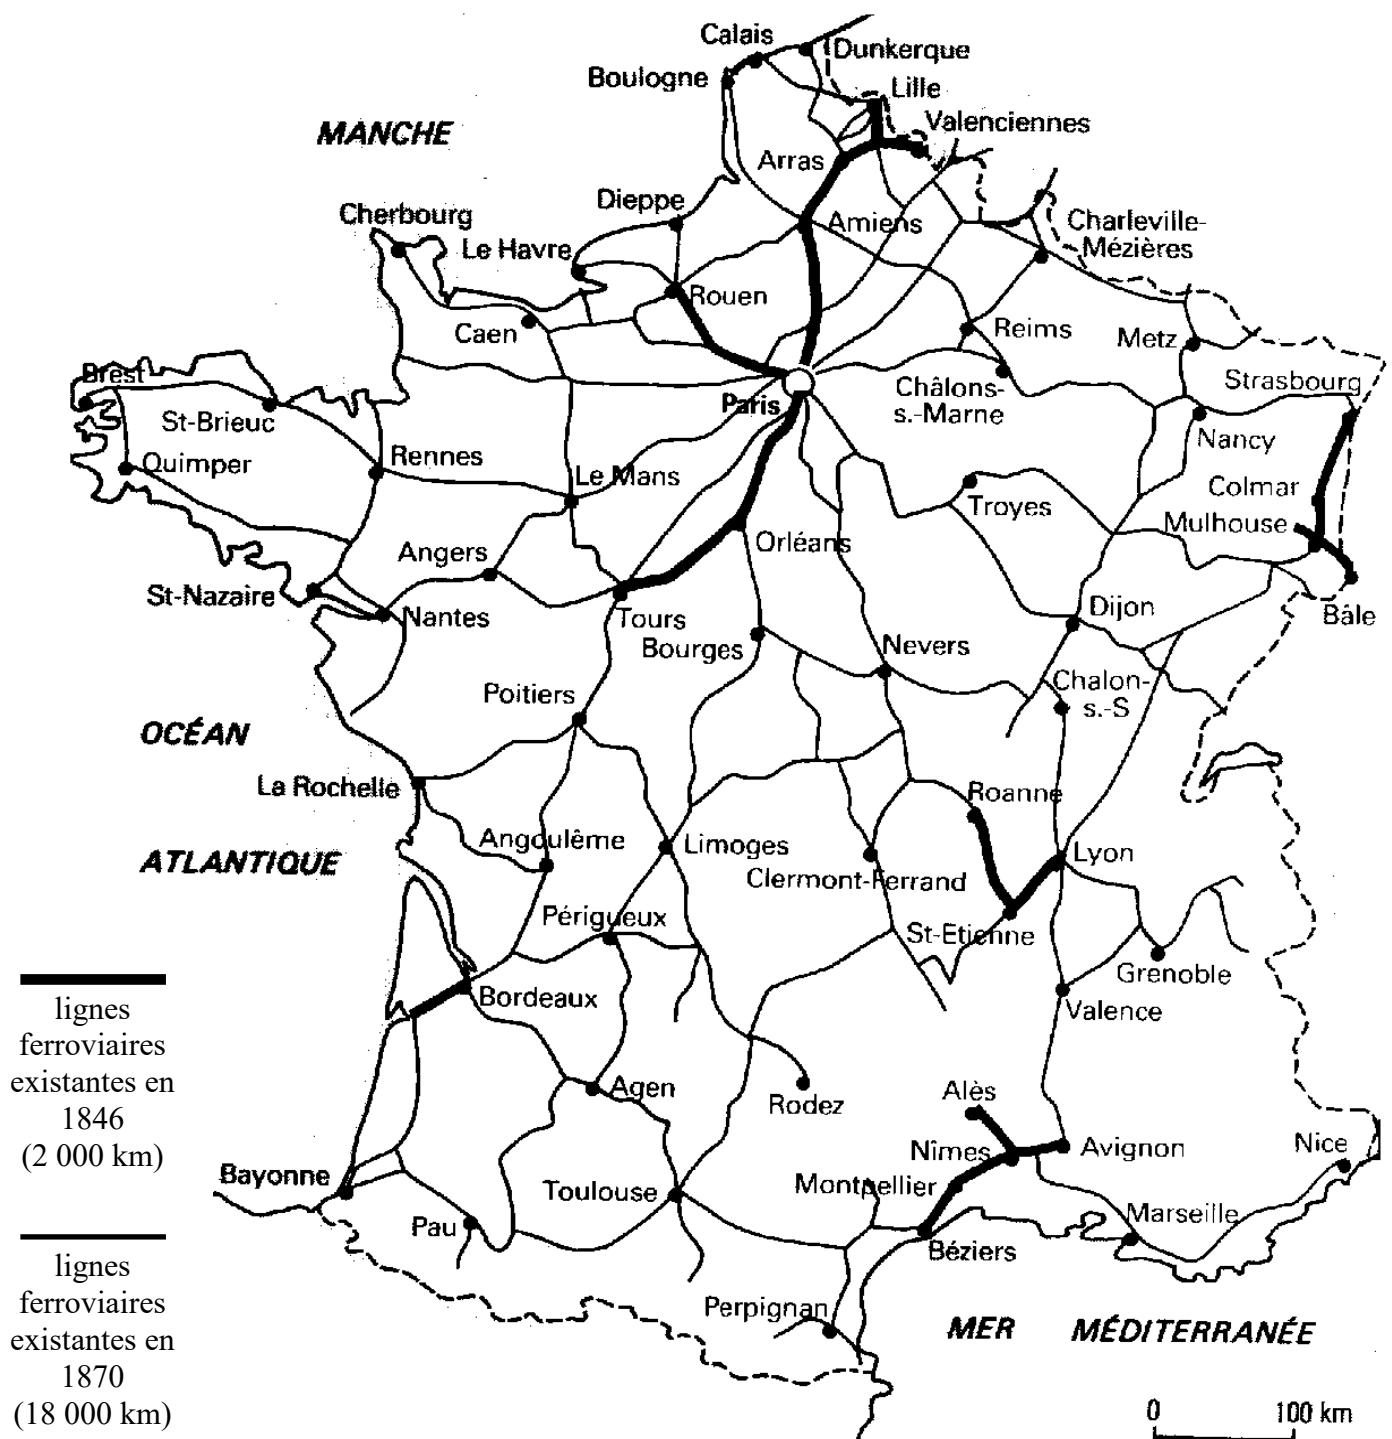 Calais
Dunkerque
Boulogne
Lille
Valenciennes
MANCHE
Arras
Dieppe
Cherbourg
Amiens
Charleville-
Mézières
Le Havre
Rouen
Caen
Reims
Metz
Brest
Strasbourg
Châlons-
s.-Marne
Paris
St-Brieuc
Nancy
Quimper
Rennes
Le Mans
Colmar
Troyes
Mulhouse
Angers
Orléans
St-Nazaire
Nantes
Tours
Dijon
Bâle
Bourges
Nevers
Poitiers
Chalon-
s.-S
OCÉAN
La Rochelle
Roanne
Angoulême
Limoges
Lyon
ATLANTIQUE
Clermont-Ferrand
Périgueux
St-Etienne
Grenoble
Bordeaux
Valence
lignes
ferroviaires
existantes en
1846
(2 000 km)
Agen
Rodez
Alès
Nîmes
Avignon
Nice
Bayonne
Toulouse
Montpellier
Pau
Marseille
Béziers
lignes
ferroviaires
existantes en
1870
(18 000 km)
Perpignan
MER MÉDITERRANÉE
0 100 km